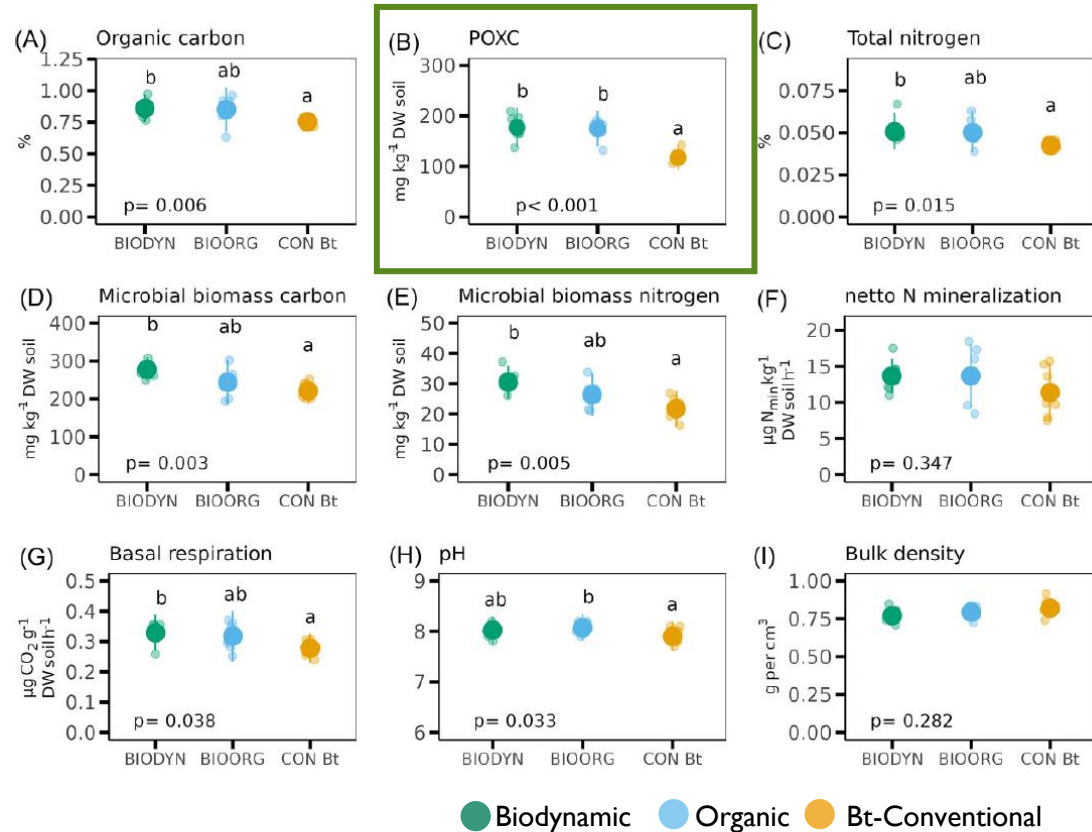 (A) Organic carbon
1.25
1.00
0.75
0.50
0.25
0.00
%
b ab a
p= 0.006
BIODYN BIOORG CON Bt
(B) POXC
300
200
100
0
mg kg⁻¹ DW soil
b b a
p< 0.001
BIODYN BIOORG CON Bt
(C) Total nitrogen
0.075
0.050
0.025
0.000
%
b ab a
p= 0.015
BIODYN BIOORG CON Bt
(D) Microbial biomass carbon
400
300
200
100
0
mg kg⁻¹ DW soil
b ab a
p= 0.003
BIODYN BIOORG CON Bt
(E) Microbial biomass nitrogen
50
40
30
20
10
0
mg kg⁻¹ DW soil
b ab a
p= 0.005
BIODYN BIOORG CON Bt
(F) netto N mineralization
20
15
10
5
0
µg Nmin kg⁻¹
DW soil h⁻¹
p= 0.347
BIODYN BIOORG CON Bt
(G) Basal respiration
0.5
0.4
0.3
0.2
0.1
0.0
µg CO₂ g⁻¹
DW soil h⁻¹
b ab a
p= 0.038
BIODYN BIOORG CON Bt
(H) pH
9
8
7
6
ab b a
p= 0.033
BIODYN BIOORG CON Bt
(I) Bulk density
1.00
0.75
0.50
0.25
0.00
g per cm³
p= 0.282
BIODYN BIOORG CON Bt
Biodynamic Organic Bt-Conventional